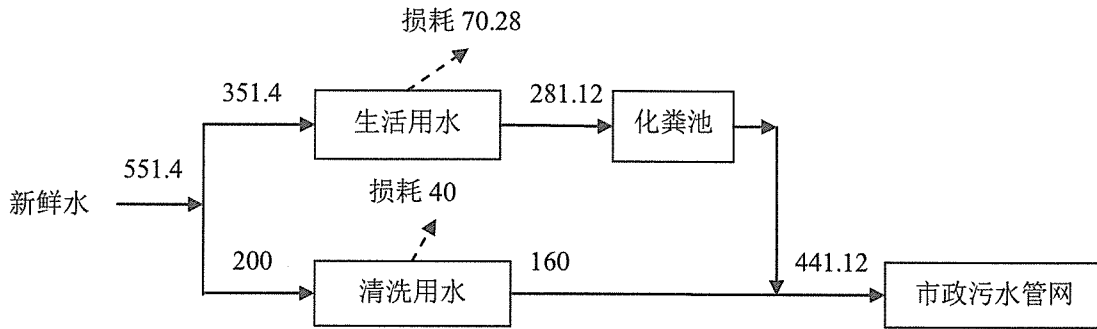 损耗 70.28
351.4
生活用水
281.12
化粪池
551.4
新鲜水
损耗 40
200
清洗用水
160
441.12
市政污水管网